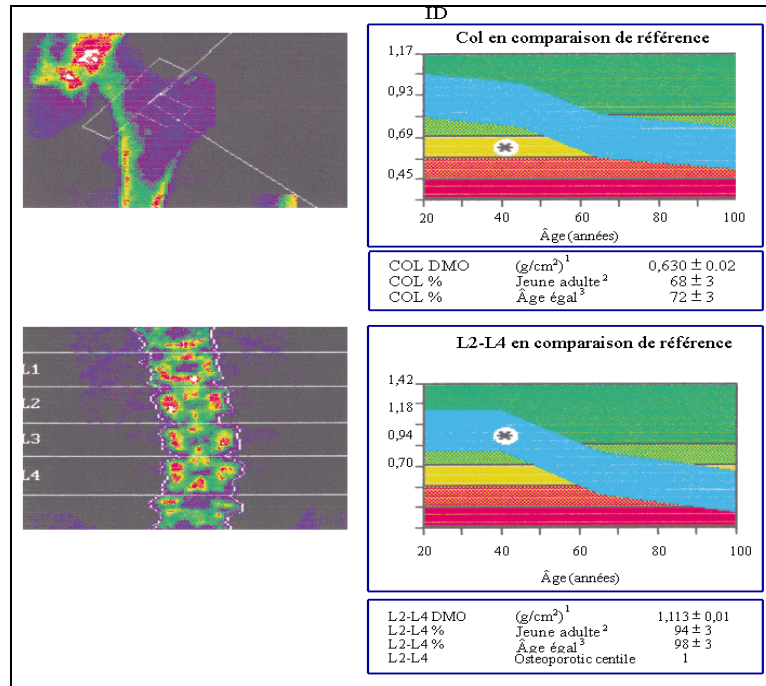 ID
Col en comparaison de référence
1,17
0,93
0,69
0,45
20 40 60 80 100
Âge (années)
COL DMO (g/cm²)¹ 0,630 ± 0.02
COL % Jeune adulte² 68 ± 3
COL % Âge égal³ 72 ± 3
L1
L2
L3
L4
L2-L4 en comparaison de référence
1,42
1,18
0,94
0,70
20 40 60 80 100
Âge (années)
L2-L4 DMO (g/cm²)¹ 1,113 ± 0,01
L2-L4 % Jeune adulte² 94 ± 3
L2-L4 % Âge égal³ 98 ± 3
L2-L4 Osteoporotic centile 1